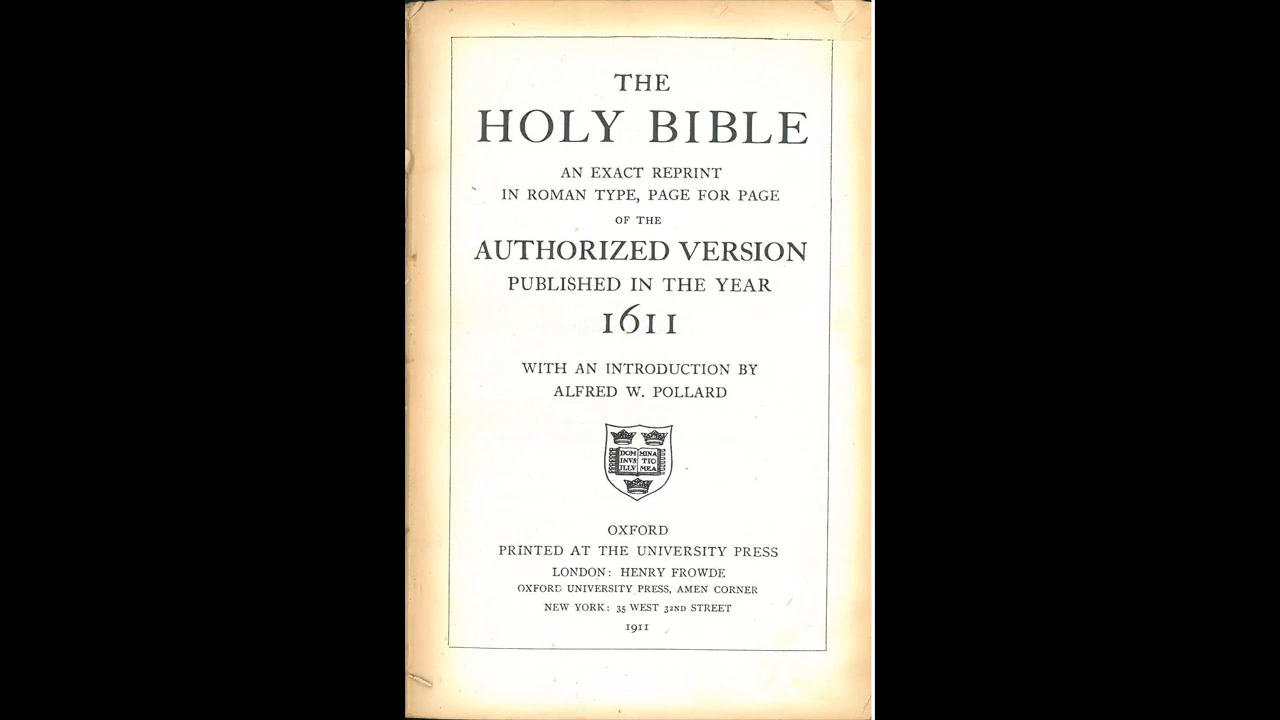 THE
HOLY BIBLE
AN EXACT REPRINT
IN ROMAN TYPE, PAGE FOR PAGE
OF THE
AUTHORIZED VERSION
PUBLISHED IN THE YEAR
1611
WITH AN INTRODUCTION BY
ALFRED W. POLLARD
DOM MINA
INVS TIO
ILLV MEA
OXFORD
PRINTED AT THE UNIVERSITY PRESS
LONDON: HENRY FROWDE
OXFORD UNIVERSITY PRESS, AMEN CORNER
NEW YORK: 35 WEST 32ND STREET
1911